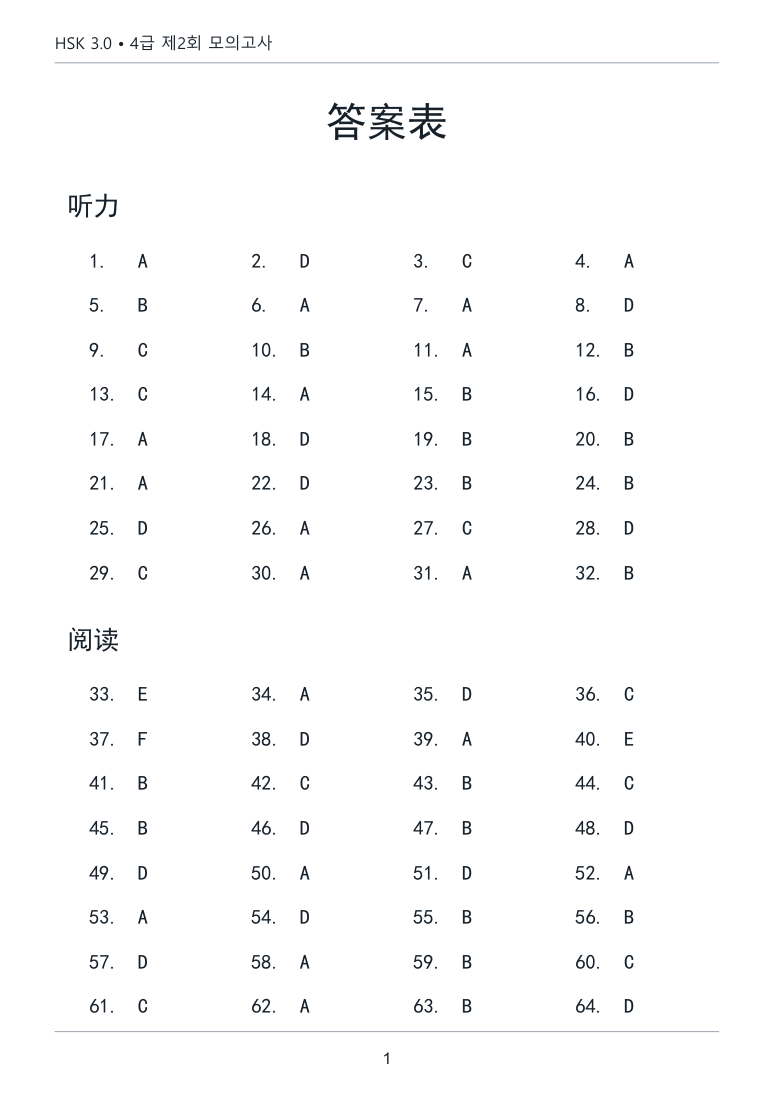 HSK 3.0 • 4급 제2회 모의고사
答案表
听力
1. A 2. D 3. C 4. A
5. B 6. A 7. A 8. D
9. C 10. B 11. A 12. B
13. C 14. A 15. B 16. D
17. A 18. D 19. B 20. B
21. A 22. D 23. B 24. B
25. D 26. A 27. C 28. D
29. C 30. A 31. A 32. B
阅读
33. E 34. A 35. D 36. C
37. F 38. D 39. A 40. E
41. B 42. C 43. B 44. C
45. B 46. D 47. B 48. D
49. D 50. A 51. D 52. A
53. A 54. D 55. B 56. B
57. D 58. A 59. B 60. C
61. C 62. A 63. B 64. D
1